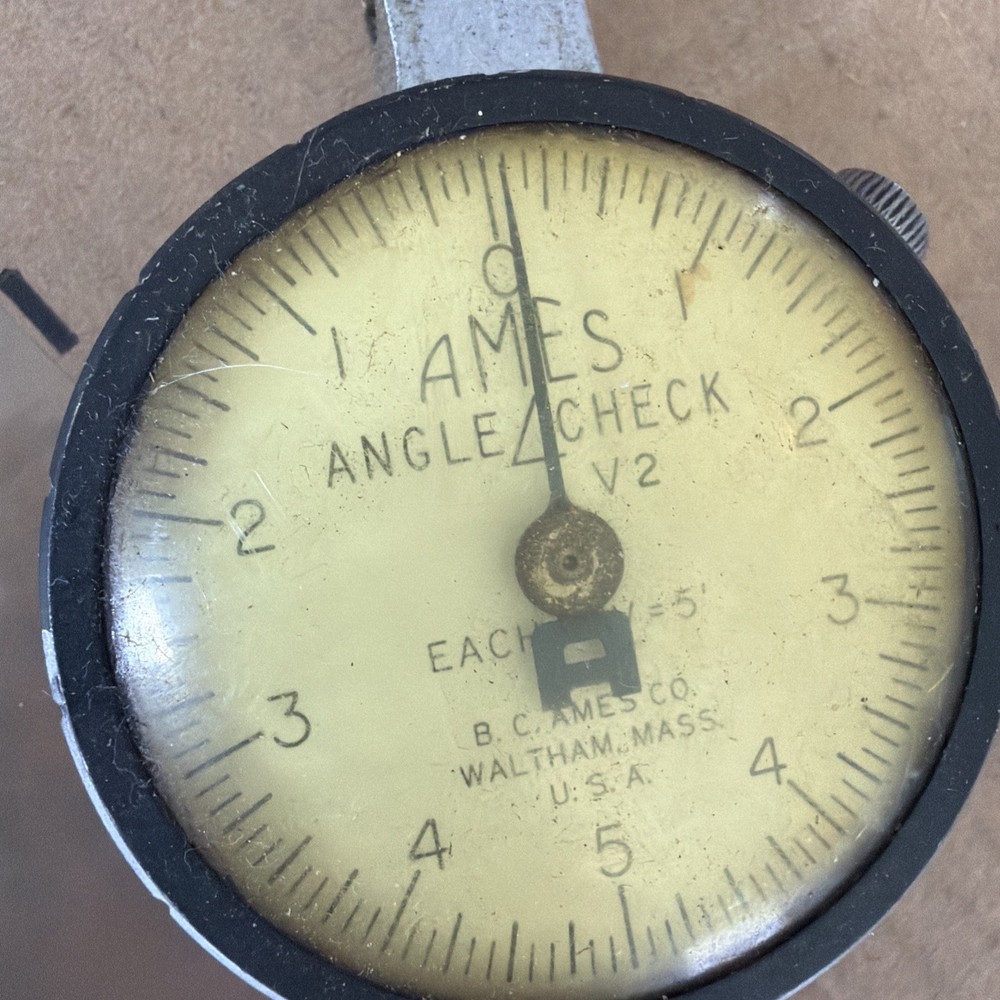 0
1 1
AMES
ANGLE CHECK
V2
2 2
3
EACH = 5'
3
B. C. AMES CO.
WALTHAM, MASS.
U. S. A.
4
4 5